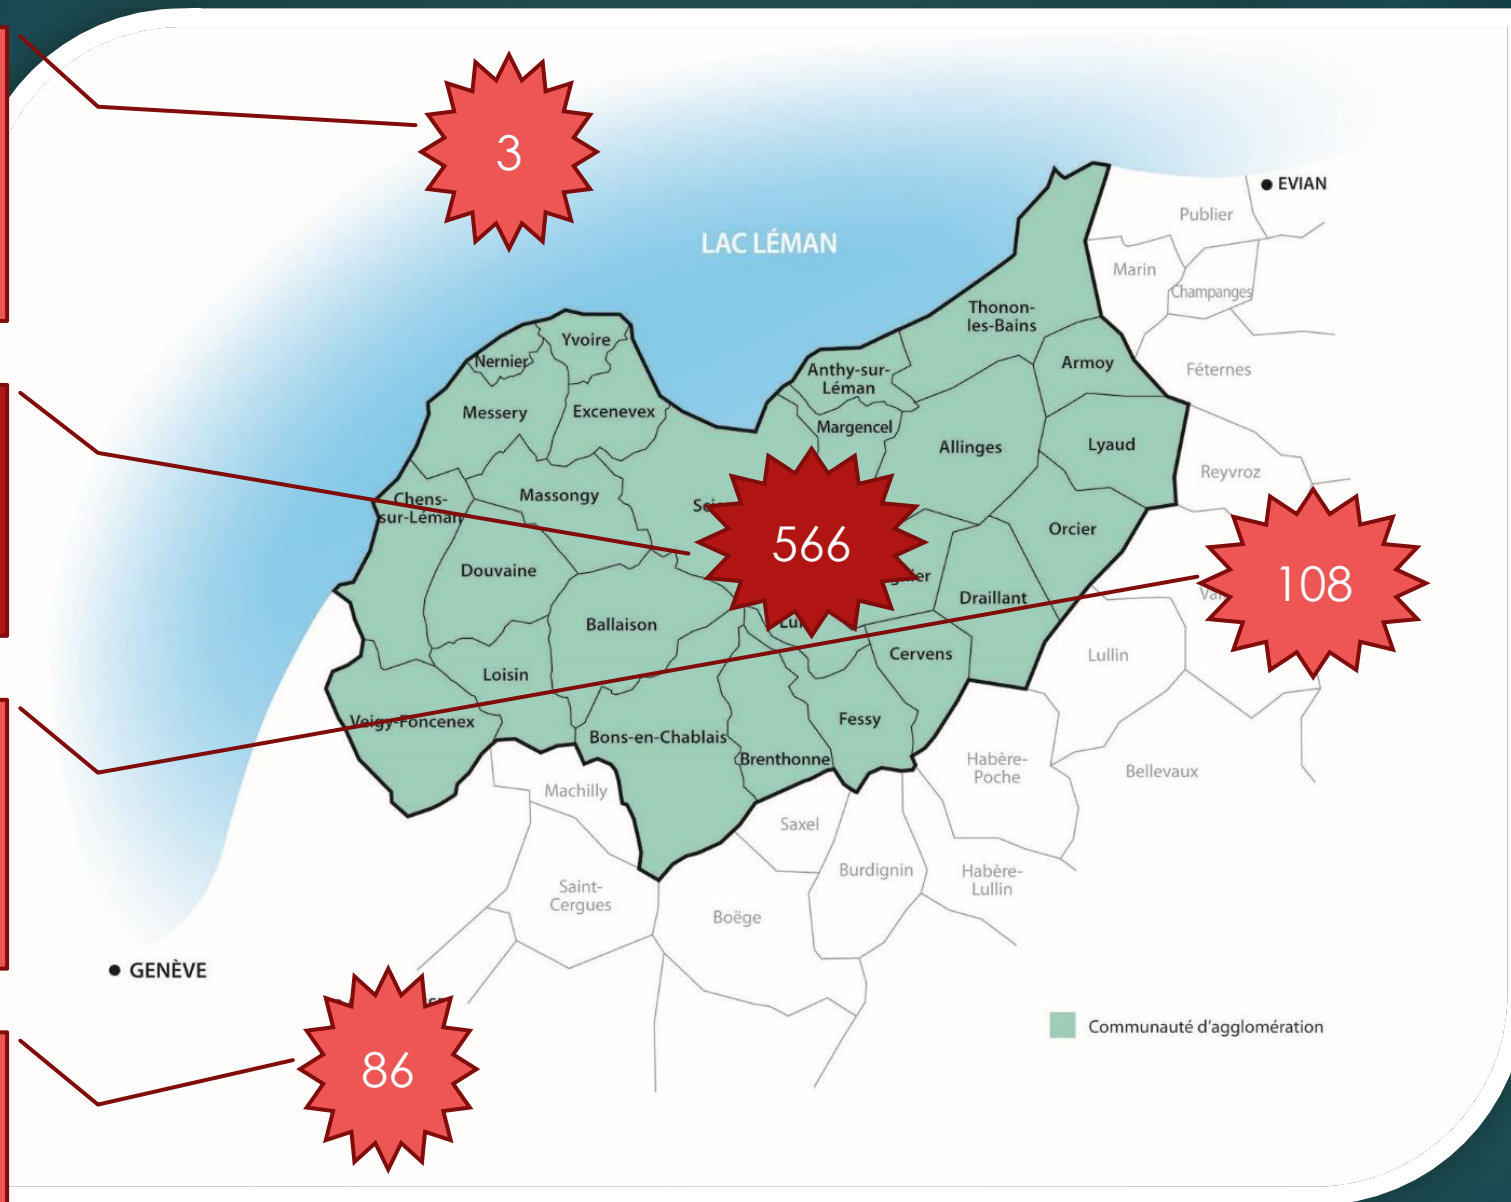 3
EVIAN
Publier
LAC LÉMAN
Marin
Champanges
Thonon-
les-Bains
Yvoire
Nernier
Armoy
Féternes
Anthy-sur-
Léman
Messery
Excenevex
Margencel
Allinges
Lyaud
Reyvroz
Massongy
Chens-
sur-Léman
Orcier
566
108
Douvaine
Draillant
Ballaison
Cervens
Lullin
Loisin
Veigy-Foncenex
Fessy
Bons-en-Chablais
Brenthonne
Habère-
Poche
Bellevaux
Machilly
Saxel
Burdignin
Habère-
Lullin
Saint-
Cergues
Boëge
GENÈVE
86
Communauté d'agglomération